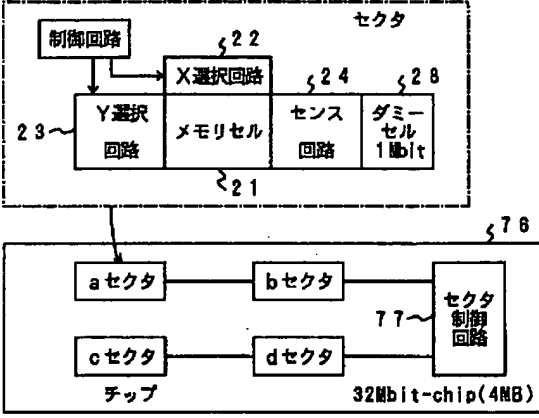 セクタ
制御回路
22
X選択回路
24
28
23
Y選択
回路
メモリセル
センス
回路
ダミー
セル
1Mbit
21
76
aセクタ
bセクタ
セクタ
制御
回路
77
cセクタ
dセクタ
チップ
32Mbit-chip(4MB)